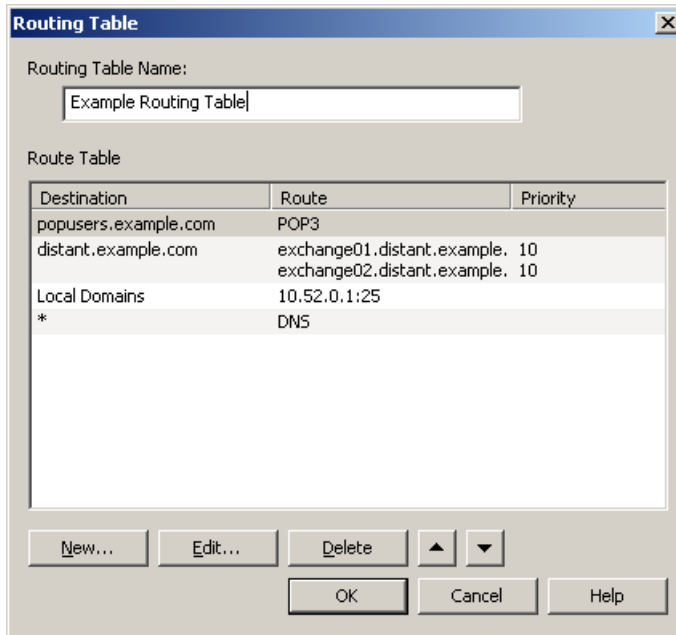 Routing Table
Routing Table Name:
Example Routing Table
Route Table
Destination Route Priority
popusers.example.com POP3
distant.example.com exchange01.distant.example. 10
exchange02.distant.example. 10
Local Domains 10.52.0.1:25
* DNS
New... Edit... Delete
OK Cancel Help